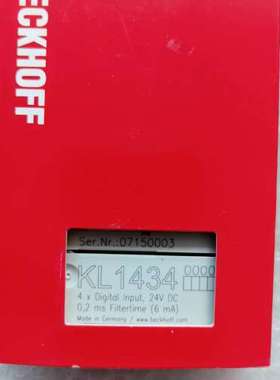 BECKHOFF
Ser.Nr.:07150003
KL1434
4 x Digital Input, 24V DC
0,2 ms Filtertime (6 mA)
Made in Germany / www.beckhoff.com